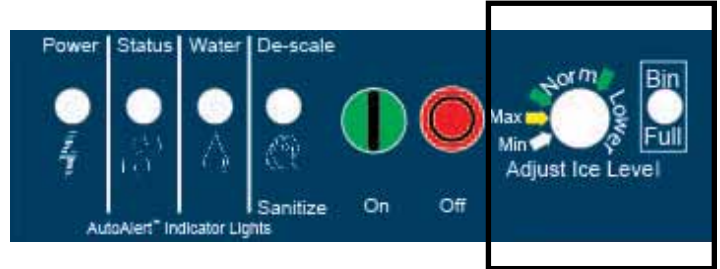 Power Status Water De-scale
Norm Lower
Bin
Max
Min
Full
Adjust Ice Level
Sanitize On Off
AutoAlert™ Indicator Lights